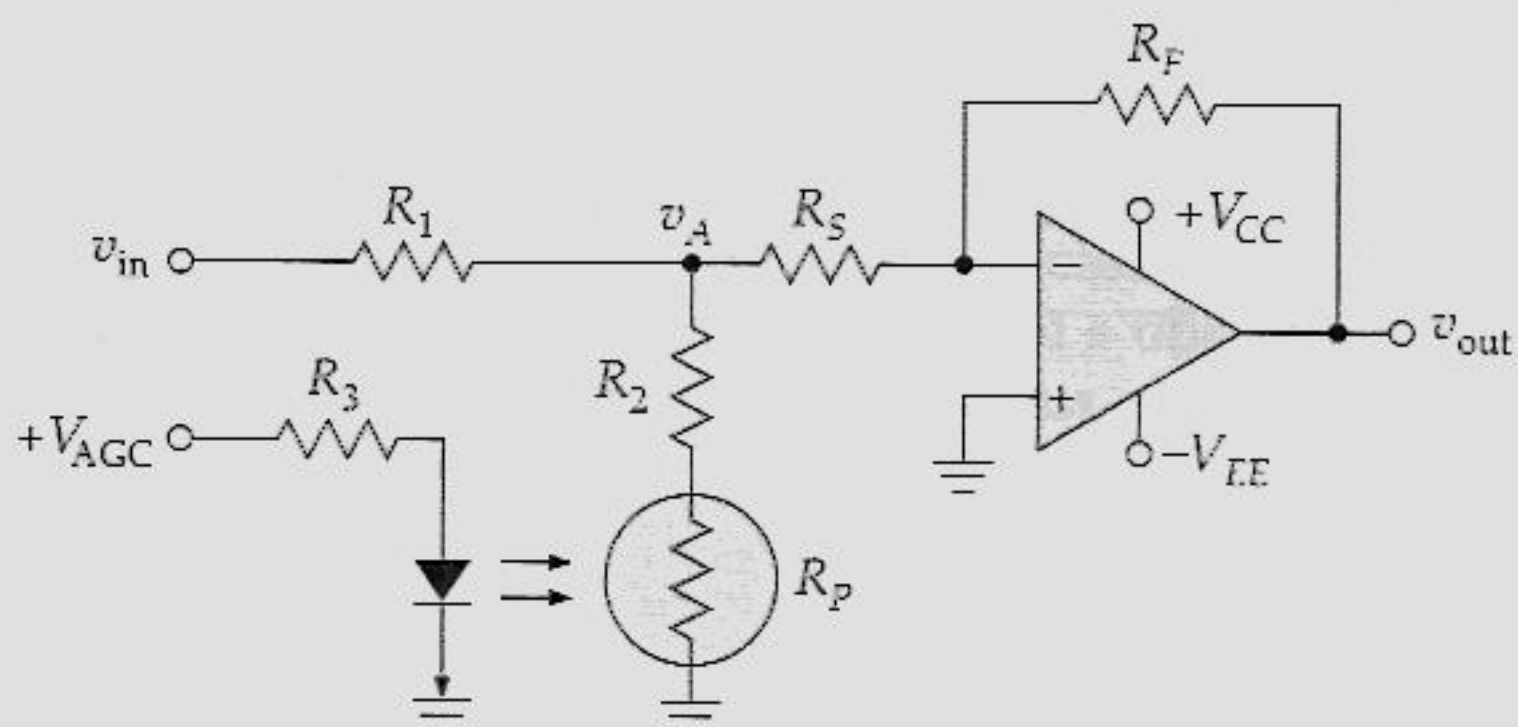 R_F
R_1
v_A
R_S
+V_CC
v_in
−
v_out
R_3
R_2
+
+V_AGC
−V_EE
R_P